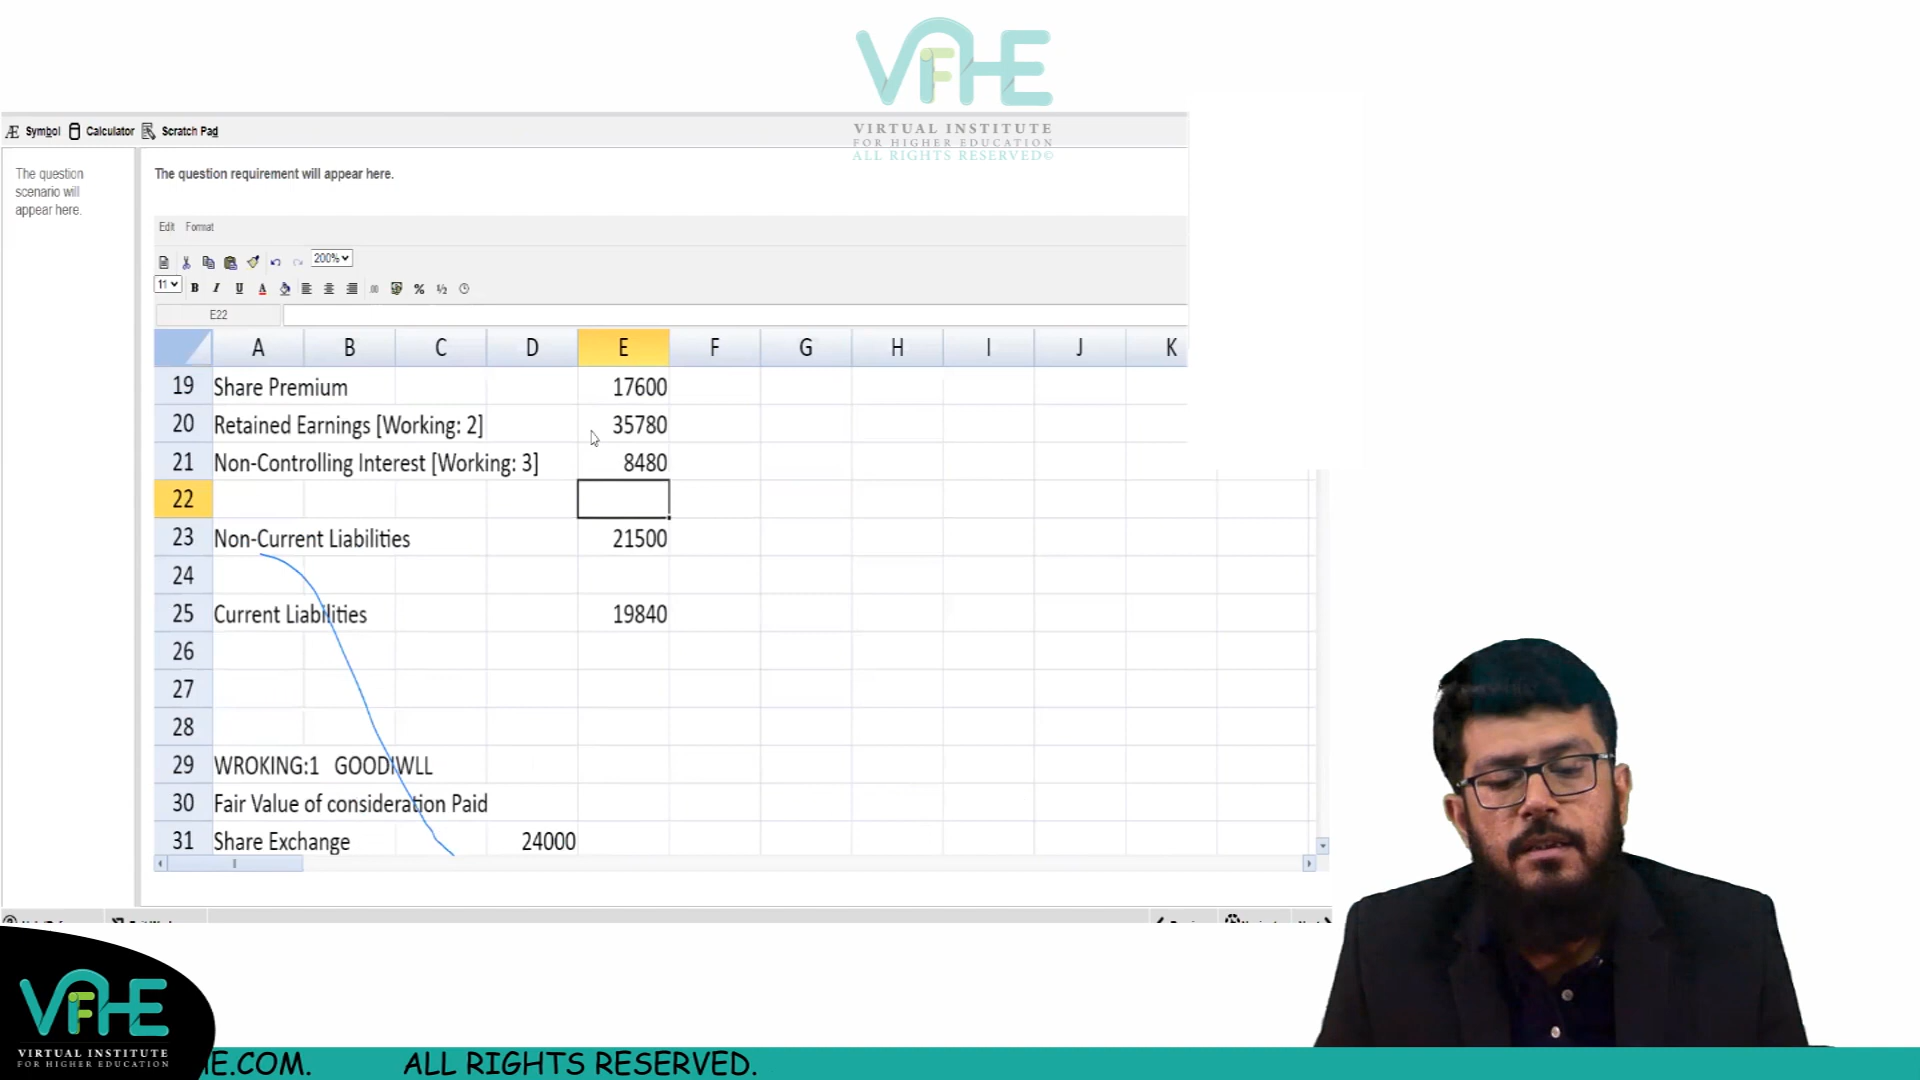 VFHE
VIRTUAL INSTITUTE
FOR HIGHER EDUCATION
ALL RIGHTS RESERVED©
Æ Symbol Calculator Scratch Pad
The question
scenario will
appear here.
The question requirement will appear here.
Edit Format
200%
11 B I U A % ½
E22
A B C D E F G H I J K
19 Share Premium 17600
20 Retained Earnings [Working: 2] 35780
21 Non-Controlling Interest [Working: 3] 8480
22
23 Non-Current Liabilities 21500
24
25 Current Liabilities 19840
26
27
28
29 WROKING:1 GOODIWLL
30 Fair Value of consideration Paid
31 Share Exchange 24000
VFHE
VIRTUAL INSTITUTE
FOR HIGHER EDUCATION
E.COM. ALL RIGHTS RESERVED.